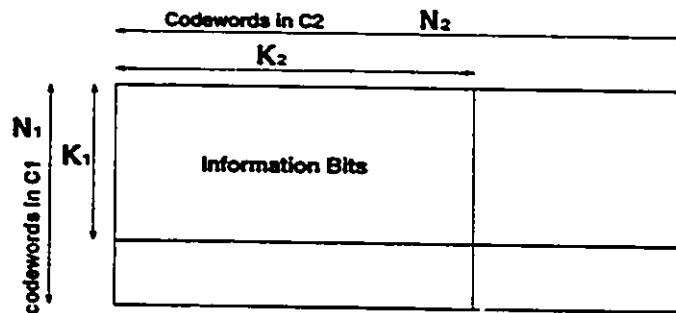 Codewords in C2 N₂
K₂
N₁
K₁
Information Bits
codewords in C1